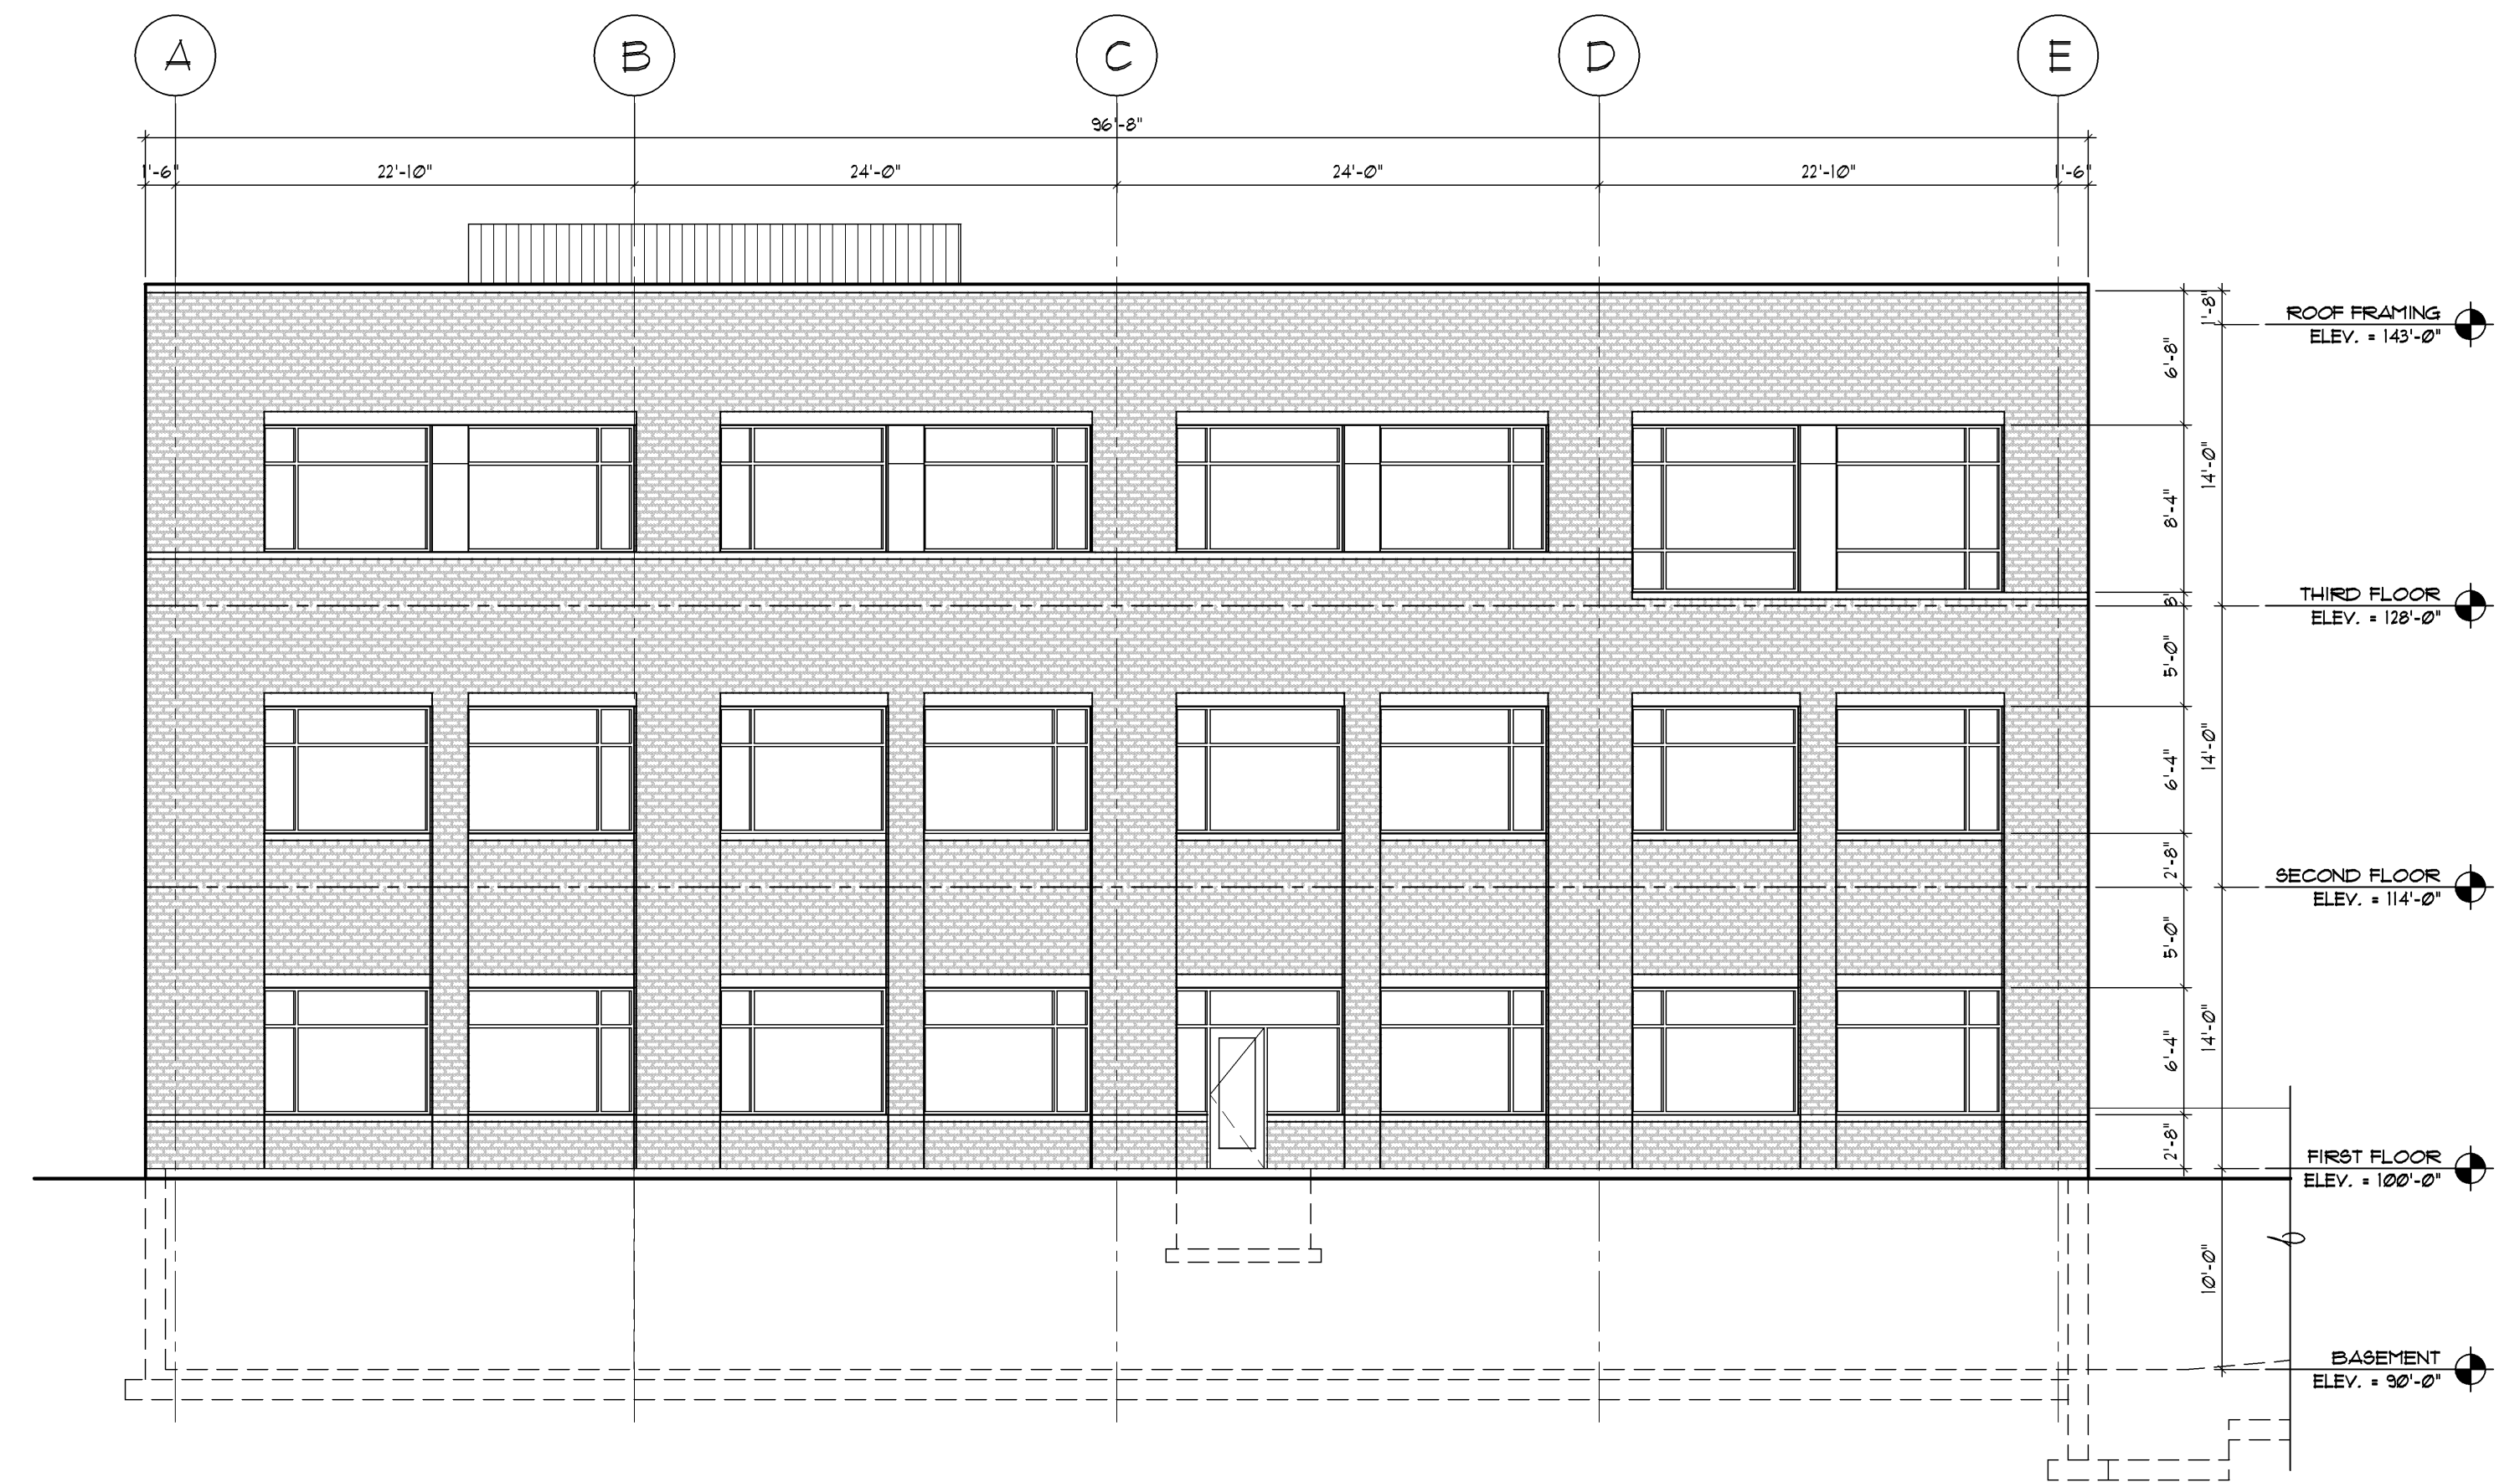 A B C D E
96'-8"
1'-6" 22'-10" 24'-0" 24'-0" 22'-10" 1'-6"
1'-8"
ROOF FRAMING
ELEV. = 143'-0"
6'-8"
14'-0"
8'-4"
THIRD FLOOR
ELEV. = 128'-0"
8"
5'-0"
14'-0"
6'-4"
2'-8"
SECOND FLOOR
ELEV. = 114'-0"
5'-0"
14'-0"
6'-4"
2'-8"
FIRST FLOOR
ELEV. = 100'-0"
10'-0"
BASEMENT
ELEV. = 90'-0"